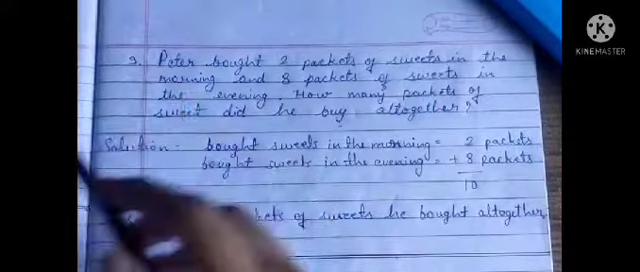 9. Peter bought 2 packets of sweets in the
morning and 8 packets of sweets in
the evening. How many packets of
sweet did he buy altogether?
Solution:- bought sweets in the morning = 2 packets
bought sweets in the evening = + 8 packets
10
of sweets he bought altogether.
KINEMASTER